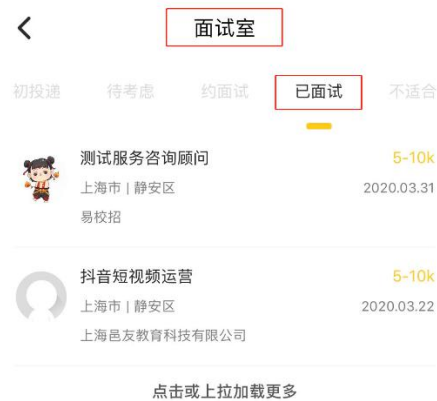 面试室
初投递 待考虑 约面试 已面试 不适合
测试服务咨询顾问 5-10k
上海市 | 静安区 2020.03.31
易校招
抖音短视频运营 5-10k
上海市 | 静安区 2020.03.22
上海邑友教育科技有限公司
点击或上拉加载更多